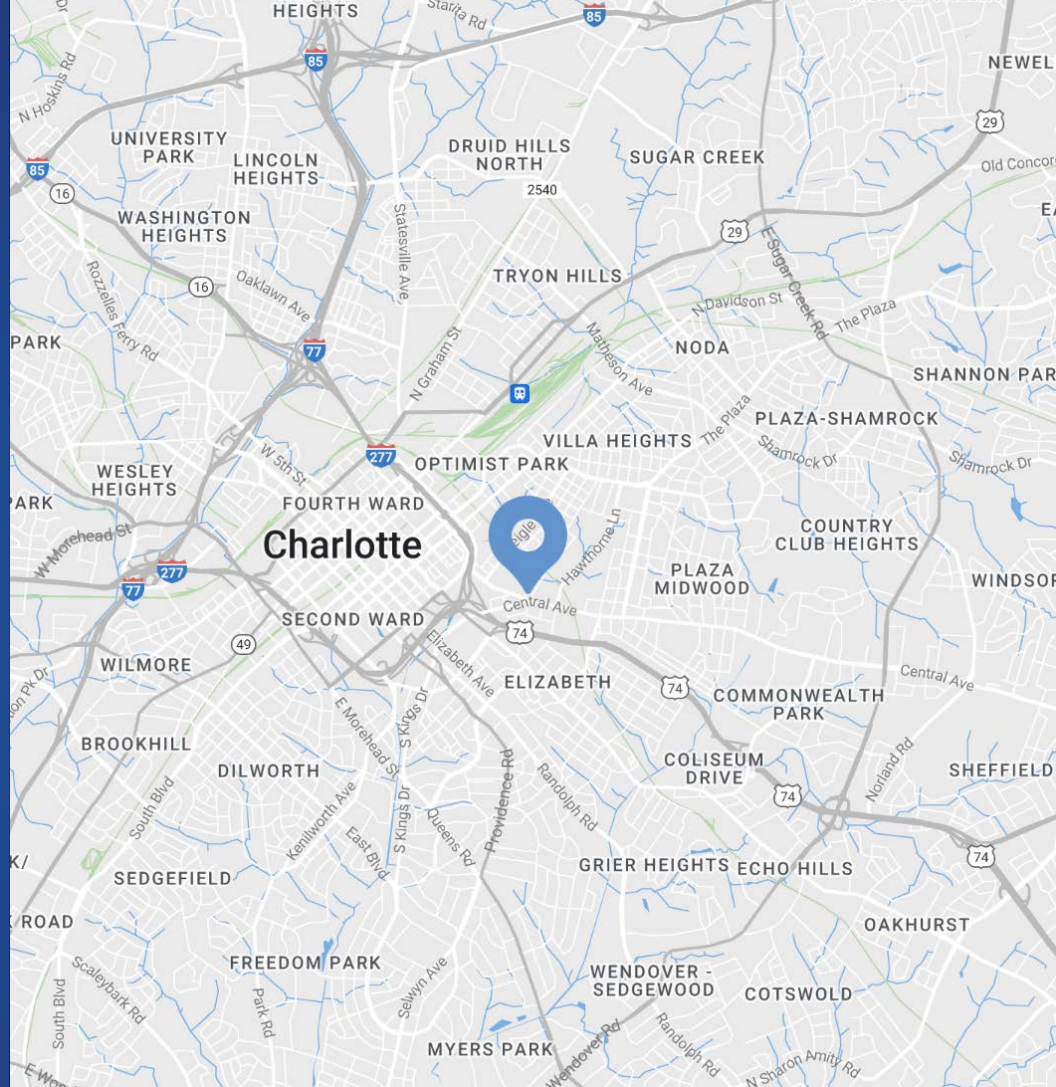 HEIGHTS
Starita Rd
85
85
NEWEL
Dr
N Hoskins Rd
29
UNIVERSITY
PARK
LINCOLN
HEIGHTS
DRUID HILLS
NORTH
SUGAR CREEK
Old Concor
85
16
2540
WASHINGTON
HEIGHTS
Statesville Ave
29
EA
E Sugar Creek Rd
TRYON HILLS
16
Oaklawn Ave
Rozzelles Ferry Rd
N Davidson St
The Plaza
PARK
77
N Graham St
Matheson Ave
NODA
SHANNON PAR
PLAZA-SHAMROCK
The Plaza
VILLA HEIGHTS
Shamrock Dr
Shamrock Dr
277
W 5th St
OPTIMIST PARK
WESLEY
HEIGHTS
PARK
FOURTH WARD
W Morehead St
Charlotte
Hawthorne Ln
COUNTRY
CLUB HEIGHTS
PLAZA
MIDWOOD
WINDSOR
277
77
Central Ave
SECOND WARD
74
49
Elizabeth Ave
WILMORE
ELIZABETH
Central Ave
74
COMMONWEALTH
PARK
on Pk Dr
S Kings Dr
E Morehead St
BROOKHILL
DILWORTH
COLISEUM
DRIVE
Norland Rd
SHEFFIELD
South Blvd
Kenilworth Ave
S Kings Dr
Queens Rd
Providence Rd
Randolph Rd
74
East Blvd
74
K/
SEDGEFIELD
GRIER HEIGHTS
ECHO HILLS
ROAD
OAKHURST
FREEDOM PARK
Scaleybark Rd
South Blvd
Park Rd
Selwyn Ave
WENDOVER -
SEDGEWOOD
COTSWOLD
Randolph Rd
MYERS PARK
Wendover Rd
N Sharon Amity Rd